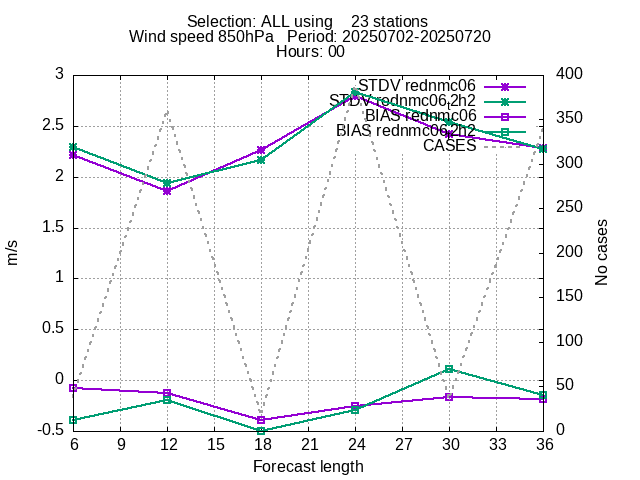 Selection: ALL using 23 stations
Wind speed 850hPa Period: 20250702-20250720
Hours: 00
STDV rednmc06
STDV rednmc06_t2h2
BIAS rednmc06
BIAS rednmc06_t2h2
CASES
3
2.5
2
1.5
1
0.5
0
-0.5
400
350
300
250
200
150
100
50
0
m/s
No cases
6 9 12 15 18 21 24 27 30 33 36
Forecast length